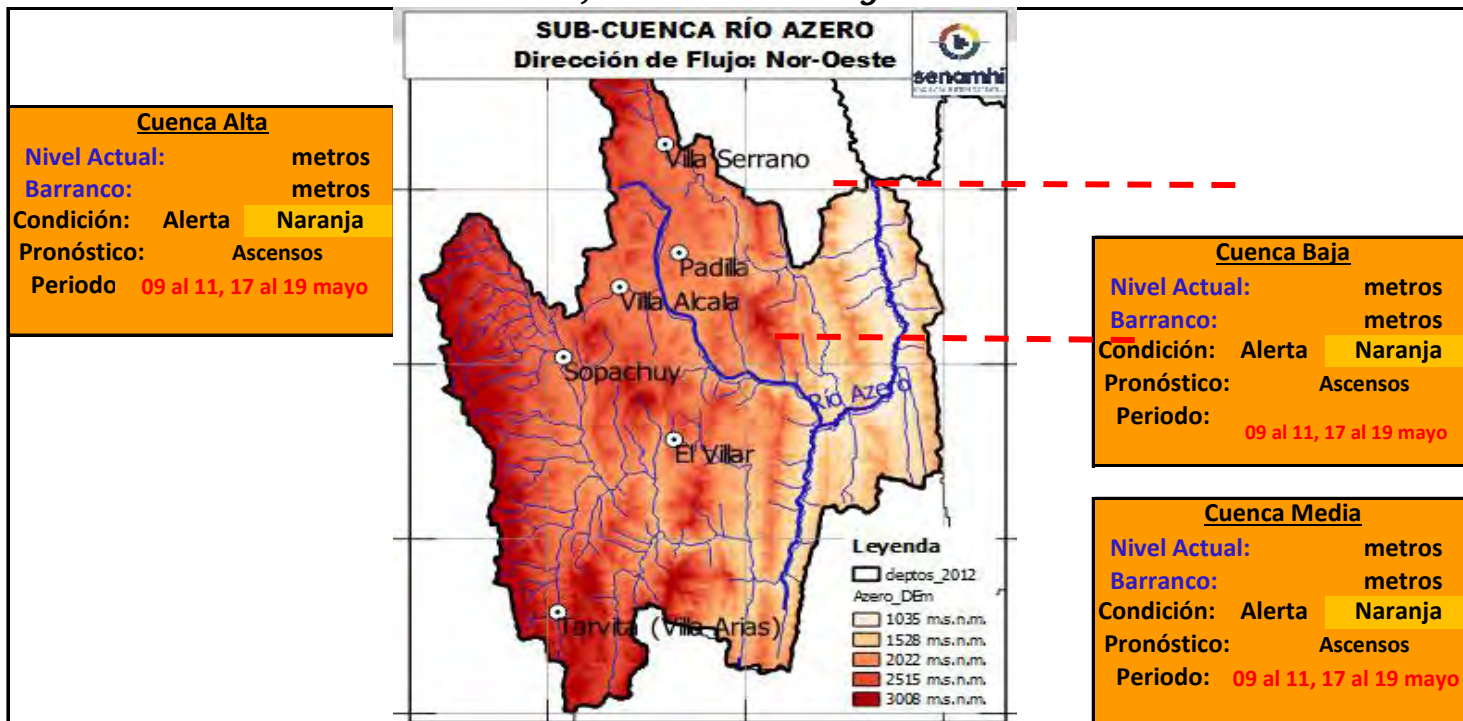 SUB-CUENCA RÍO AZERO
Dirección de Flujo: Nor-Oeste
senamhi
Cuenca Alta
Nivel Actual: metros
Barranco: metros
Condición: Alerta Naranja
Pronóstico: Ascensos
Periodo 09 al 11, 17 al 19 mayo
Villa Serrano
Padilla
Villa Alcala
Sopachuy
Río Azero
El Villar
Tarvita (Villa Arias)
Leyenda
deptos_2012
Azero_DEm
1035 m.s.n.m.
1528 m.s.n.m.
2022 m.s.n.m.
2515 m.s.n.m.
3008 m.s.n.m.
Cuenca Baja
Nivel Actual: metros
Barranco: metros
Condición: Alerta Naranja
Pronóstico: Ascensos
Periodo:
09 al 11, 17 al 19 mayo
Cuenca Media
Nivel Actual: metros
Barranco: metros
Condición: Alerta Naranja
Pronóstico: Ascensos
Periodo: 09 al 11, 17 al 19 mayo